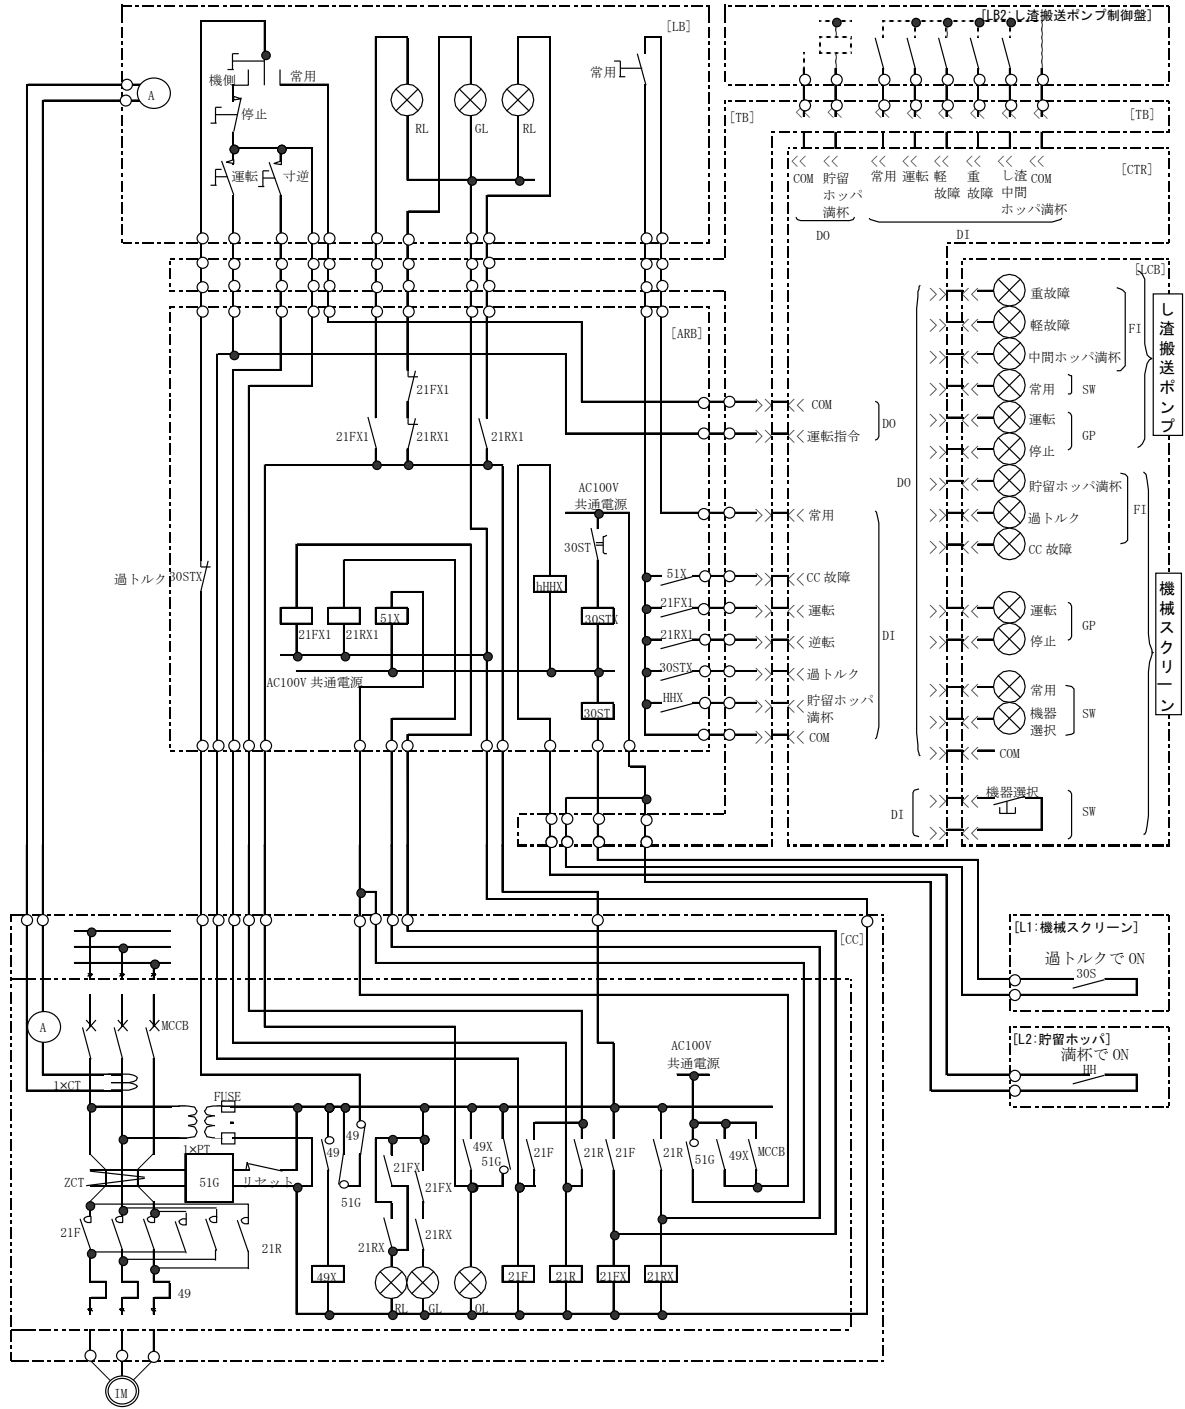 [LB]
機側
常用
停止
運転
寸逆
A
RL
GL
RL
常用
[LB2:し渣搬送ポンプ制御盤]
[TB]
[TB]
[CTR]
COM
貯留
ホッパ
満杯
常用
運転
軽
故障
重
故障
し渣
中間
ホッパ満杯
COM
DO
DI
[LCB]
重故障
軽故障
中間ホッパ満杯
FI
常用
SW
運転
GP
停止
貯留ホッパ満杯
FI
過トルク
CC 故障
運転
GP
停止
常用
SW
機器
選択
COM
機器選択
DI
SW
DO
し渣搬送ポンプ
機械スクリーン
[ARB]
21FX1
21FX1
21RX1
21RX1
COM
DO
運転指令
AC100V
共通電源
30ST
常用
過トルク
30STX
hHHX
30STX
21FX1
21RX1
51X
AC100V 共通電源
30ST
51X
CC 故障
21FX1
運転
21RX1
逆転
DI
30STX
過トルク
HHX
貯留ホッパ
満杯
COM
[CC]
A
MCCB
1×CT
FUSE
1×PT
ZCT
51G
リセット
21F
21R
49
49
49
51G
21FX
21FX
21RX
21RX
49X
51G
21F
21R
21F
21R
AC100V
共通電源
51G
49X
MCCB
49X
RL
GL
OL
21F
21R
21FX
21RX
IM
[L1:機械スクリーン]
過トルクで ON
30S
[L2:貯留ホッパ]
満杯で ON
HH